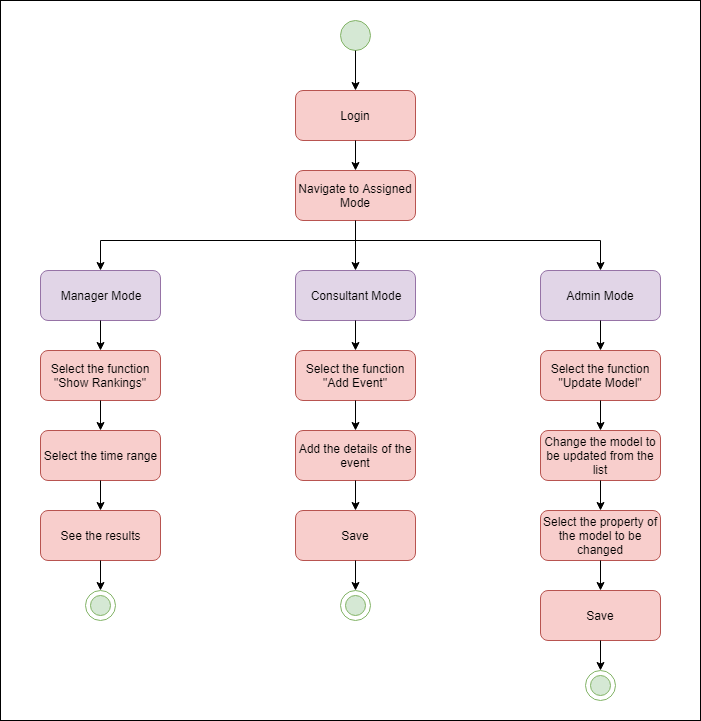 Login
Navigate to Assigned
Mode
Manager Mode
Consultant Mode
Admin Mode
Select the function
"Show Rankings"
Select the function
"Add Event"
Select the function
"Update Model"
Select the time range
Add the details of the
event
Change the model to
be updated from the
list
See the results
Save
Select the property of
the model to be
changed
Save